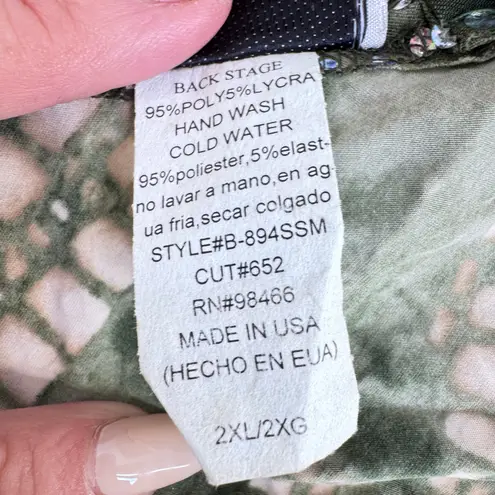 BACK STAGE
95%POLY5%LYCRA
HAND WASH
COLD WATER
95%poliester,5%elast-
no lavar a mano,en ag-
ua fria,secar colgado
STYLE#B-894SSM
CUT#652
RN#98466
MADE IN USA
(HECHO EN EUA)
2XL/2XG